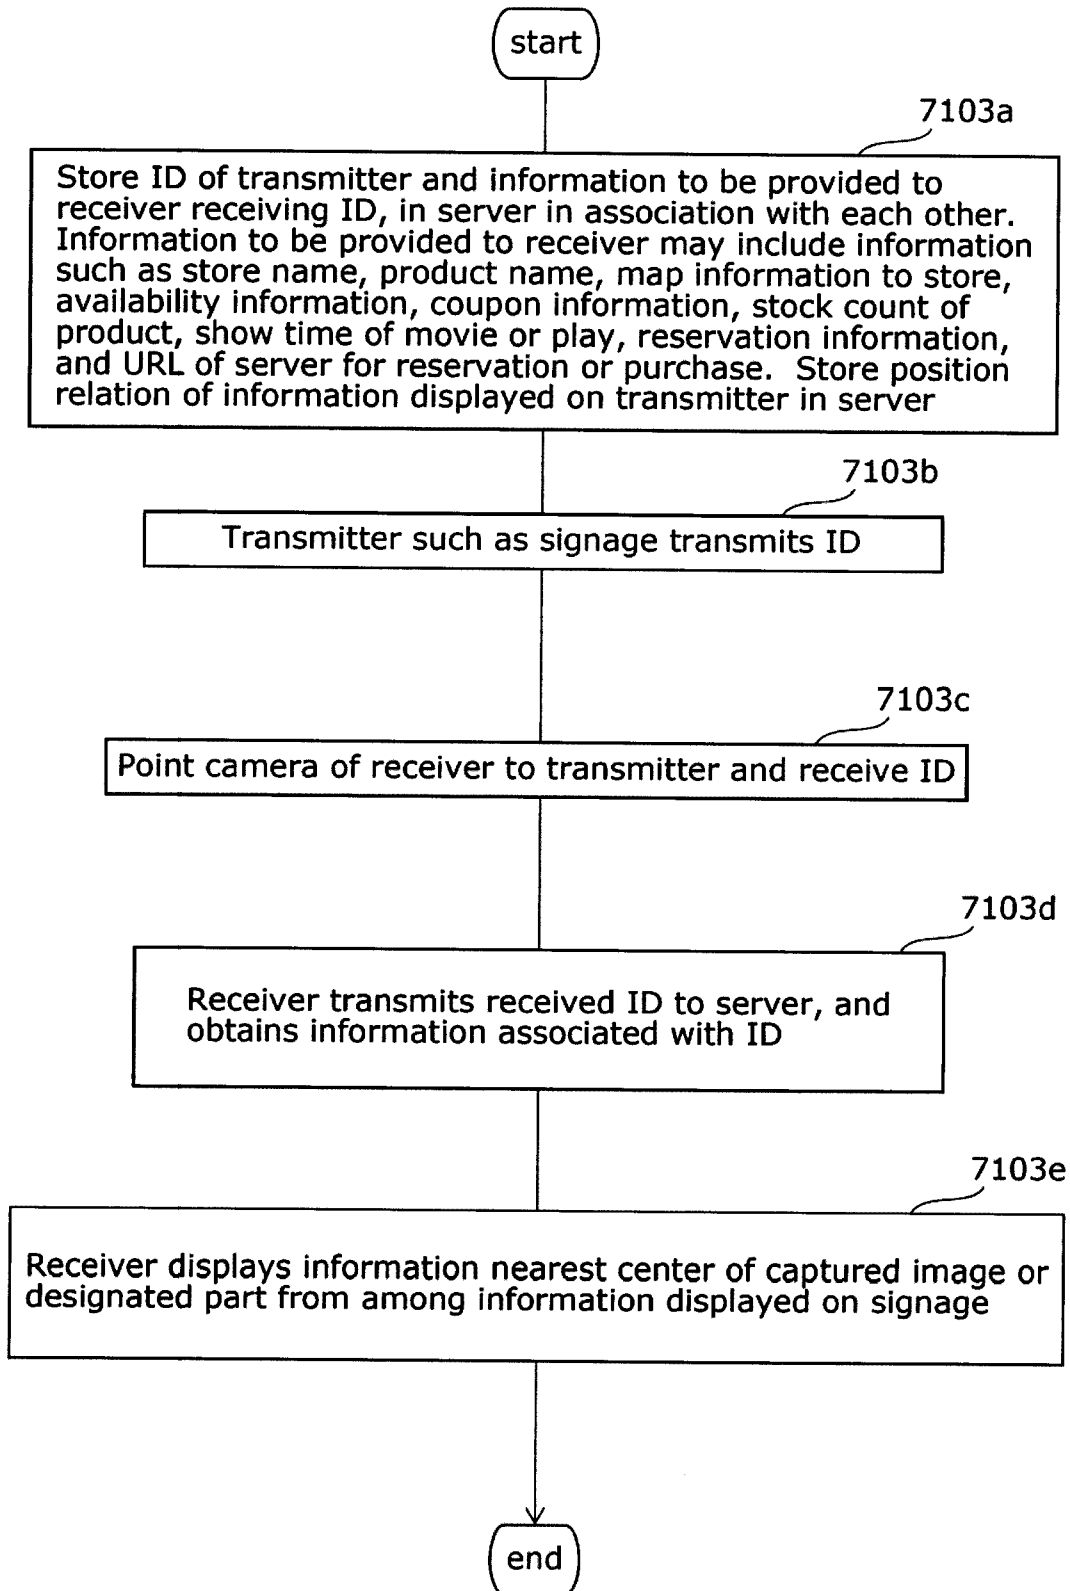 start
7103a
Store ID of transmitter and information to be provided to
receiver receiving ID, in server in association with each other.
Information to be provided to receiver may include information
such as store name, product name, map information to store,
availability information, coupon information, stock count of
product, show time of movie or play, reservation information,
and URL of server for reservation or purchase. Store position
relation of information displayed on transmitter in server
7103b
Transmitter such as signage transmits ID
7103c
Point camera of receiver to transmitter and receive ID
7103d
Receiver transmits received ID to server, and
obtains information associated with ID
7103e
Receiver displays information nearest center of captured image or
designated part from among information displayed on signage
end